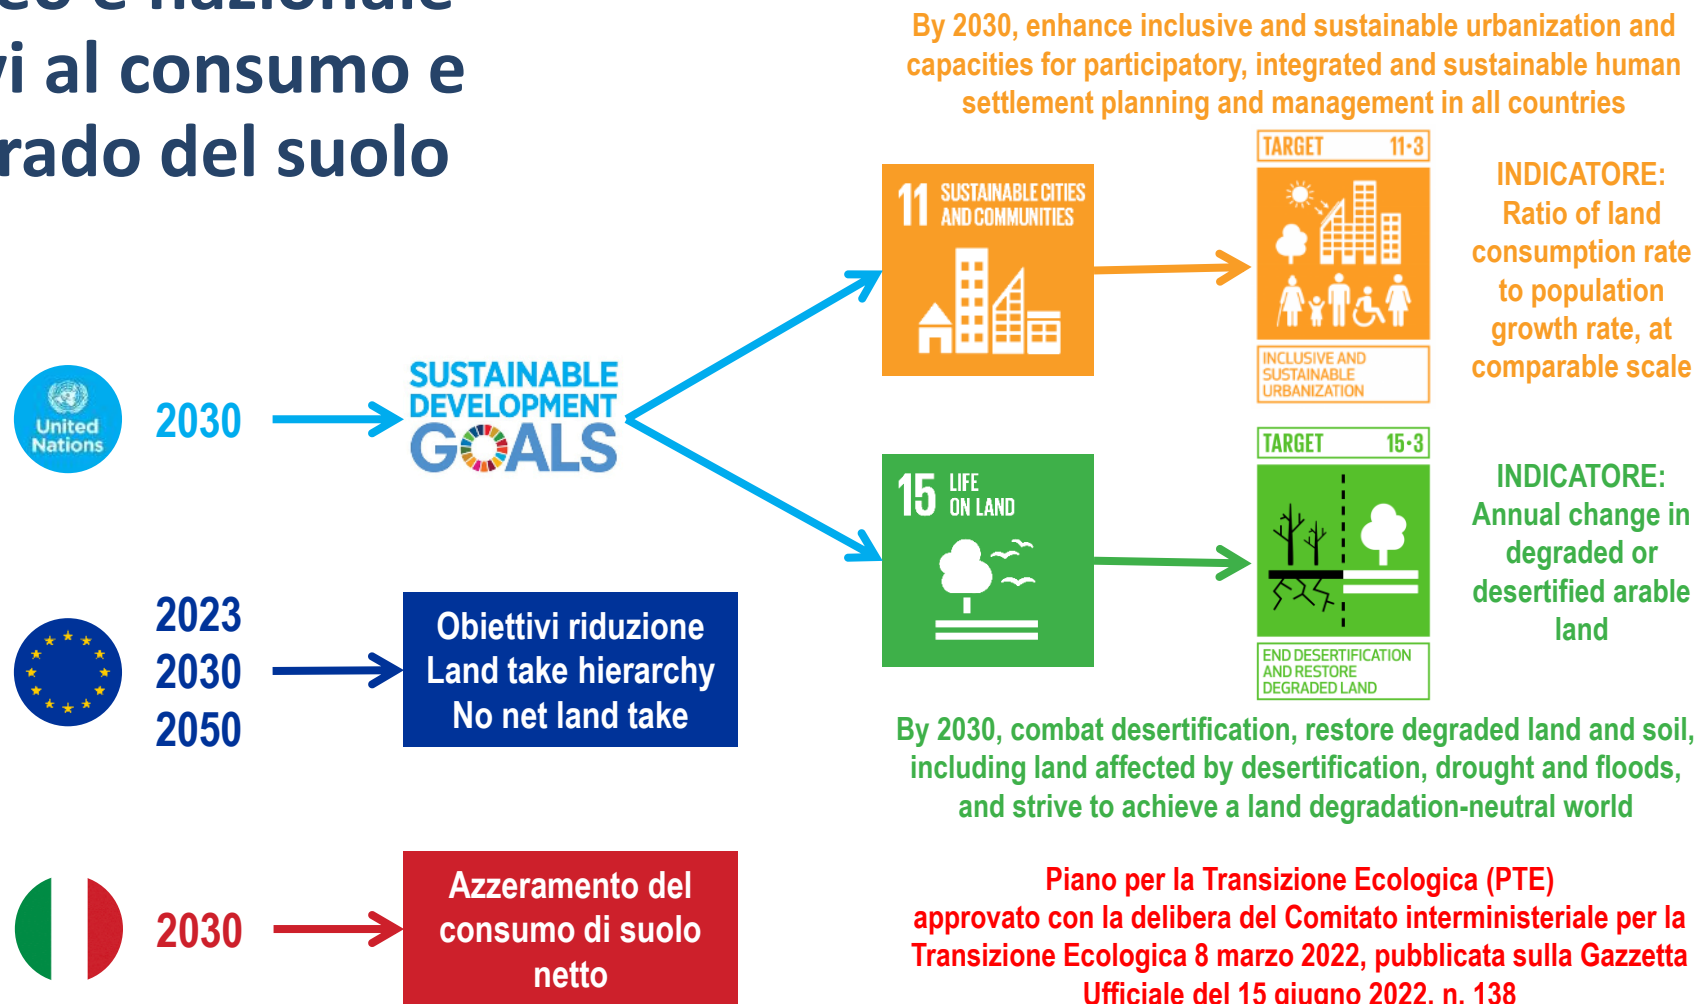 eo e nazionale
vi al consumo e
rado del suolo
By 2030, enhance inclusive and sustainable urbanization and
capacities for participatory, integrated and sustainable human
settlement planning and management in all countries
11 SUSTAINABLE CITIES
AND COMMUNITIES
TARGET 11·3
INCLUSIVE AND
SUSTAINABLE
URBANIZATION
INDICATORE:
Ratio of land
consumption rate
to population
growth rate, at
comparable scale
United
Nations
2030
SUSTAINABLE
DEVELOPMENT
GOALS
15 LIFE
ON LAND
TARGET 15·3
END DESERTIFICATION
AND RESTORE
DEGRADED LAND
INDICATORE:
Annual change in
degraded or
desertified arable
land
By 2030, combat desertification, restore degraded land and soil,
including land affected by desertification, drought and floods,
and strive to achieve a land degradation-neutral world
2023
2030
2050
Obiettivi riduzione
Land take hierarchy
No net land take
2030
Azzeramento del
consumo di suolo
netto
Piano per la Transizione Ecologica (PTE)
approvato con la delibera del Comitato interministeriale per la
Transizione Ecologica 8 marzo 2022, pubblicata sulla Gazzetta
Ufficiale del 15 giugno 2022, n. 138